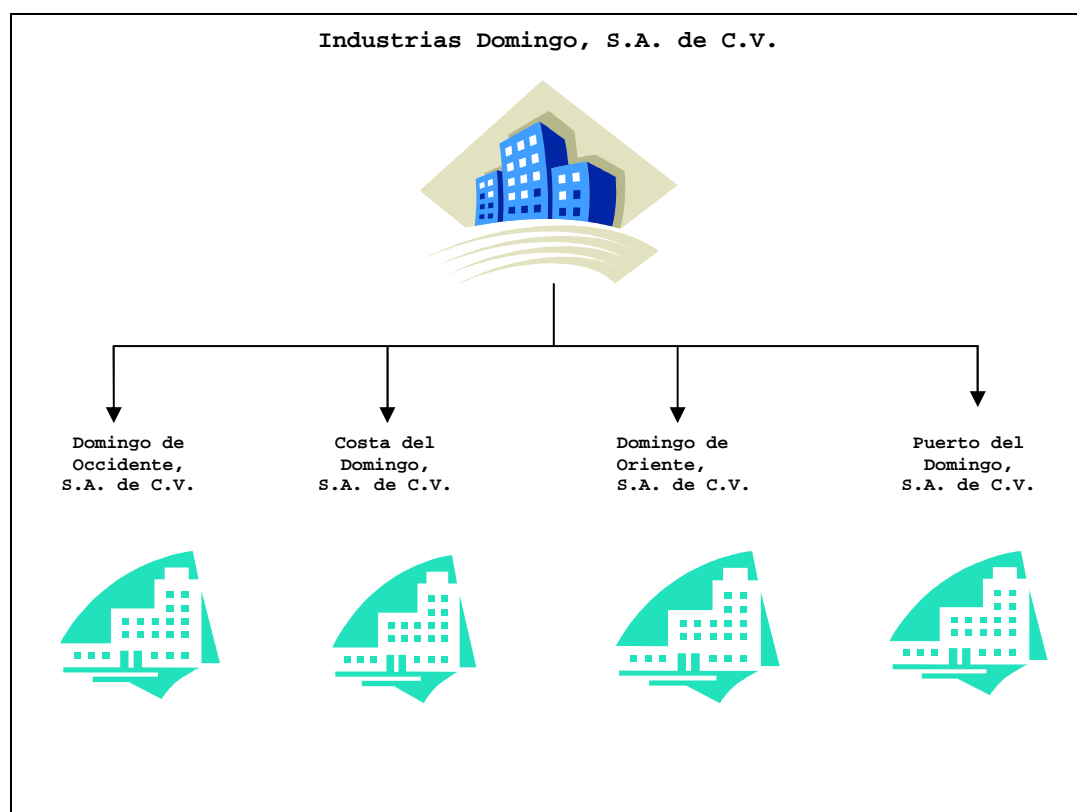 Industrias Domingo, S.A. de C.V.
Domingo de
Occidente,
S.A. de C.V.
Costa del
Domingo,
S.A. de C.V.
Domingo de
Oriente,
S.A. de C.V.
Puerto del
Domingo,
S.A. de C.V.